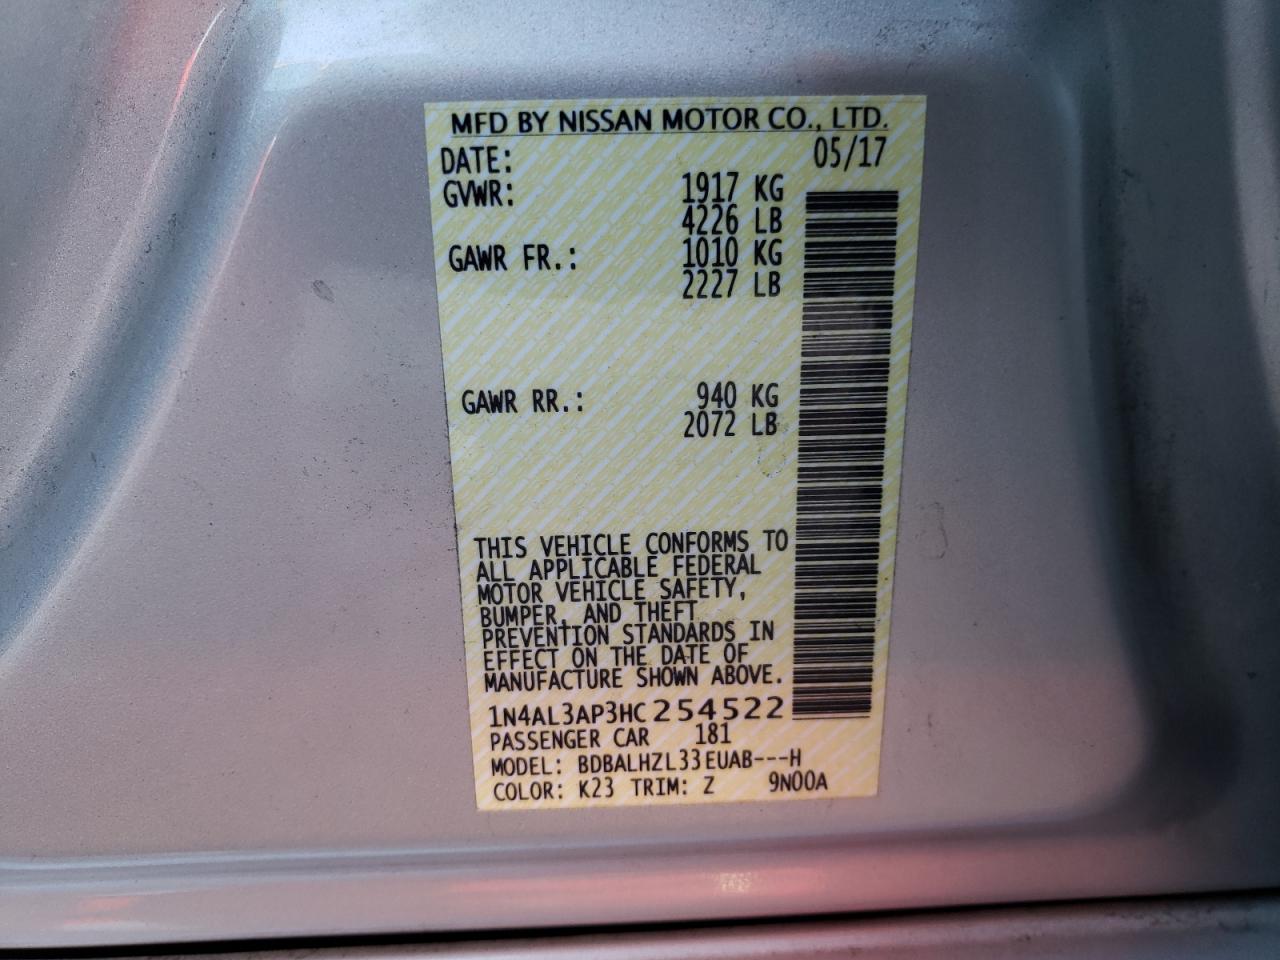 MFD BY NISSAN MOTOR CO., LTD.
DATE: 05/17
GVWR: 1917 KG
4226 LB
GAWR FR.: 1010 KG
2227 LB
GAWR RR.: 940 KG
2072 LB
THIS VEHICLE CONFORMS TO
ALL APPLICABLE FEDERAL
MOTOR VEHICLE SAFETY,
BUMPER, AND THEFT
PREVENTION STANDARDS IN
EFFECT ON THE DATE OF
MANUFACTURE SHOWN ABOVE.
1N4AL3AP3HC254522
PASSENGER CAR 181
MODEL: BDBALHZL33EUAB---H
COLOR: K23 TRIM: Z 9N00A